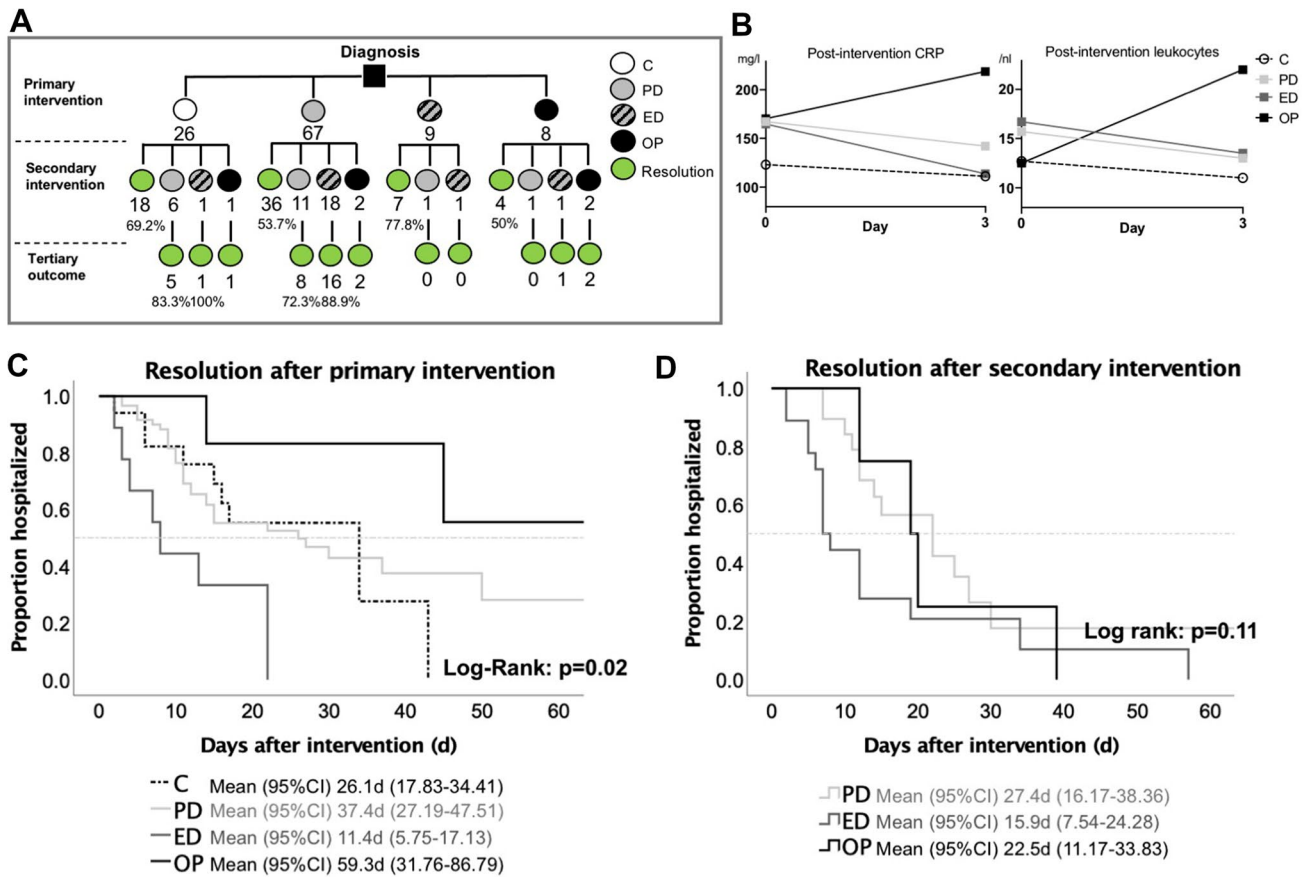 A
Diagnosis
Primary intervention
C
PD
ED
OP
Resolution
26 67 9 8
Secondary intervention
18 6 1 1 36 11 18 2 7 1 1 4 1 1 2
69.2% 53.7% 77.8% 50%
Tertiary outcome
5 1 1 8 16 2 0 0 0 1 2
83.3%100% 72.3%88.9%
B
Post-intervention CRP
mg/l
200
150
100
0 3
Day
Post-intervention leukocytes
/nl
20
15
10
0 3
Day
C
PD
ED
OP
C
Resolution after primary intervention
Proportion hospitalized
1.0
0.8
0.6
0.4
0.2
0.0
Log-Rank: p=0.02
0 10 20 30 40 50 60
Days after intervention (d)
C Mean (95%CI) 26.1d (17.83-34.41)
PD Mean (95%CI) 37.4d (27.19-47.51)
ED Mean (95%CI) 11.4d (5.75-17.13)
OP Mean (95%CI) 59.3d (31.76-86.79)
D
Resolution after secondary intervention
Proportion hospitalized
1.0
0.8
0.6
0.4
0.2
0.0
Log rank: p=0.11
0 10 20 30 40 50 60
Days after intervention (d)
PD Mean (95%CI) 27.4d (16.17-38.36)
ED Mean (95%CI) 15.9d (7.54-24.28)
OP Mean (95%CI) 22.5d (11.17-33.83)